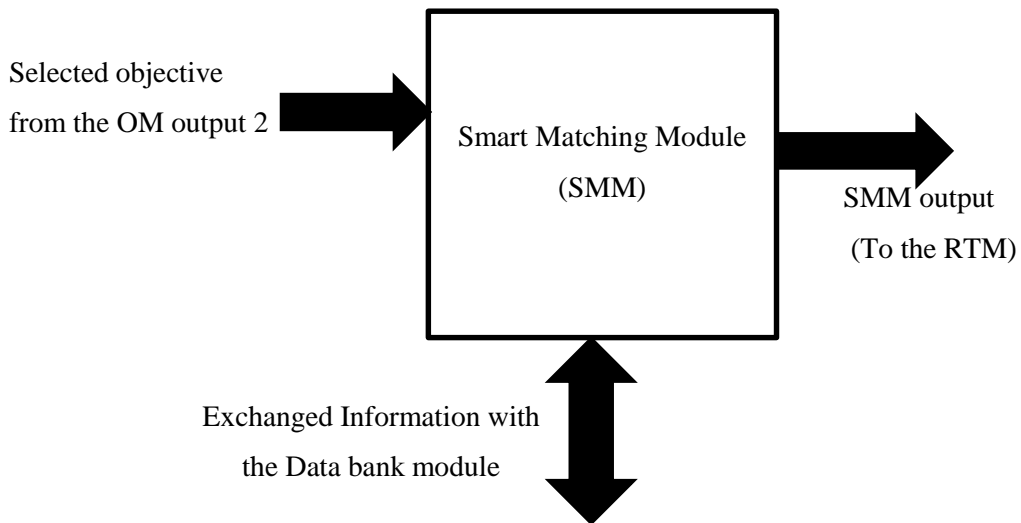 Selected objective
from the OM output 2
Smart Matching Module
(SMM)
SMM output
(To the RTM)
Exchanged Information with
the Data bank module